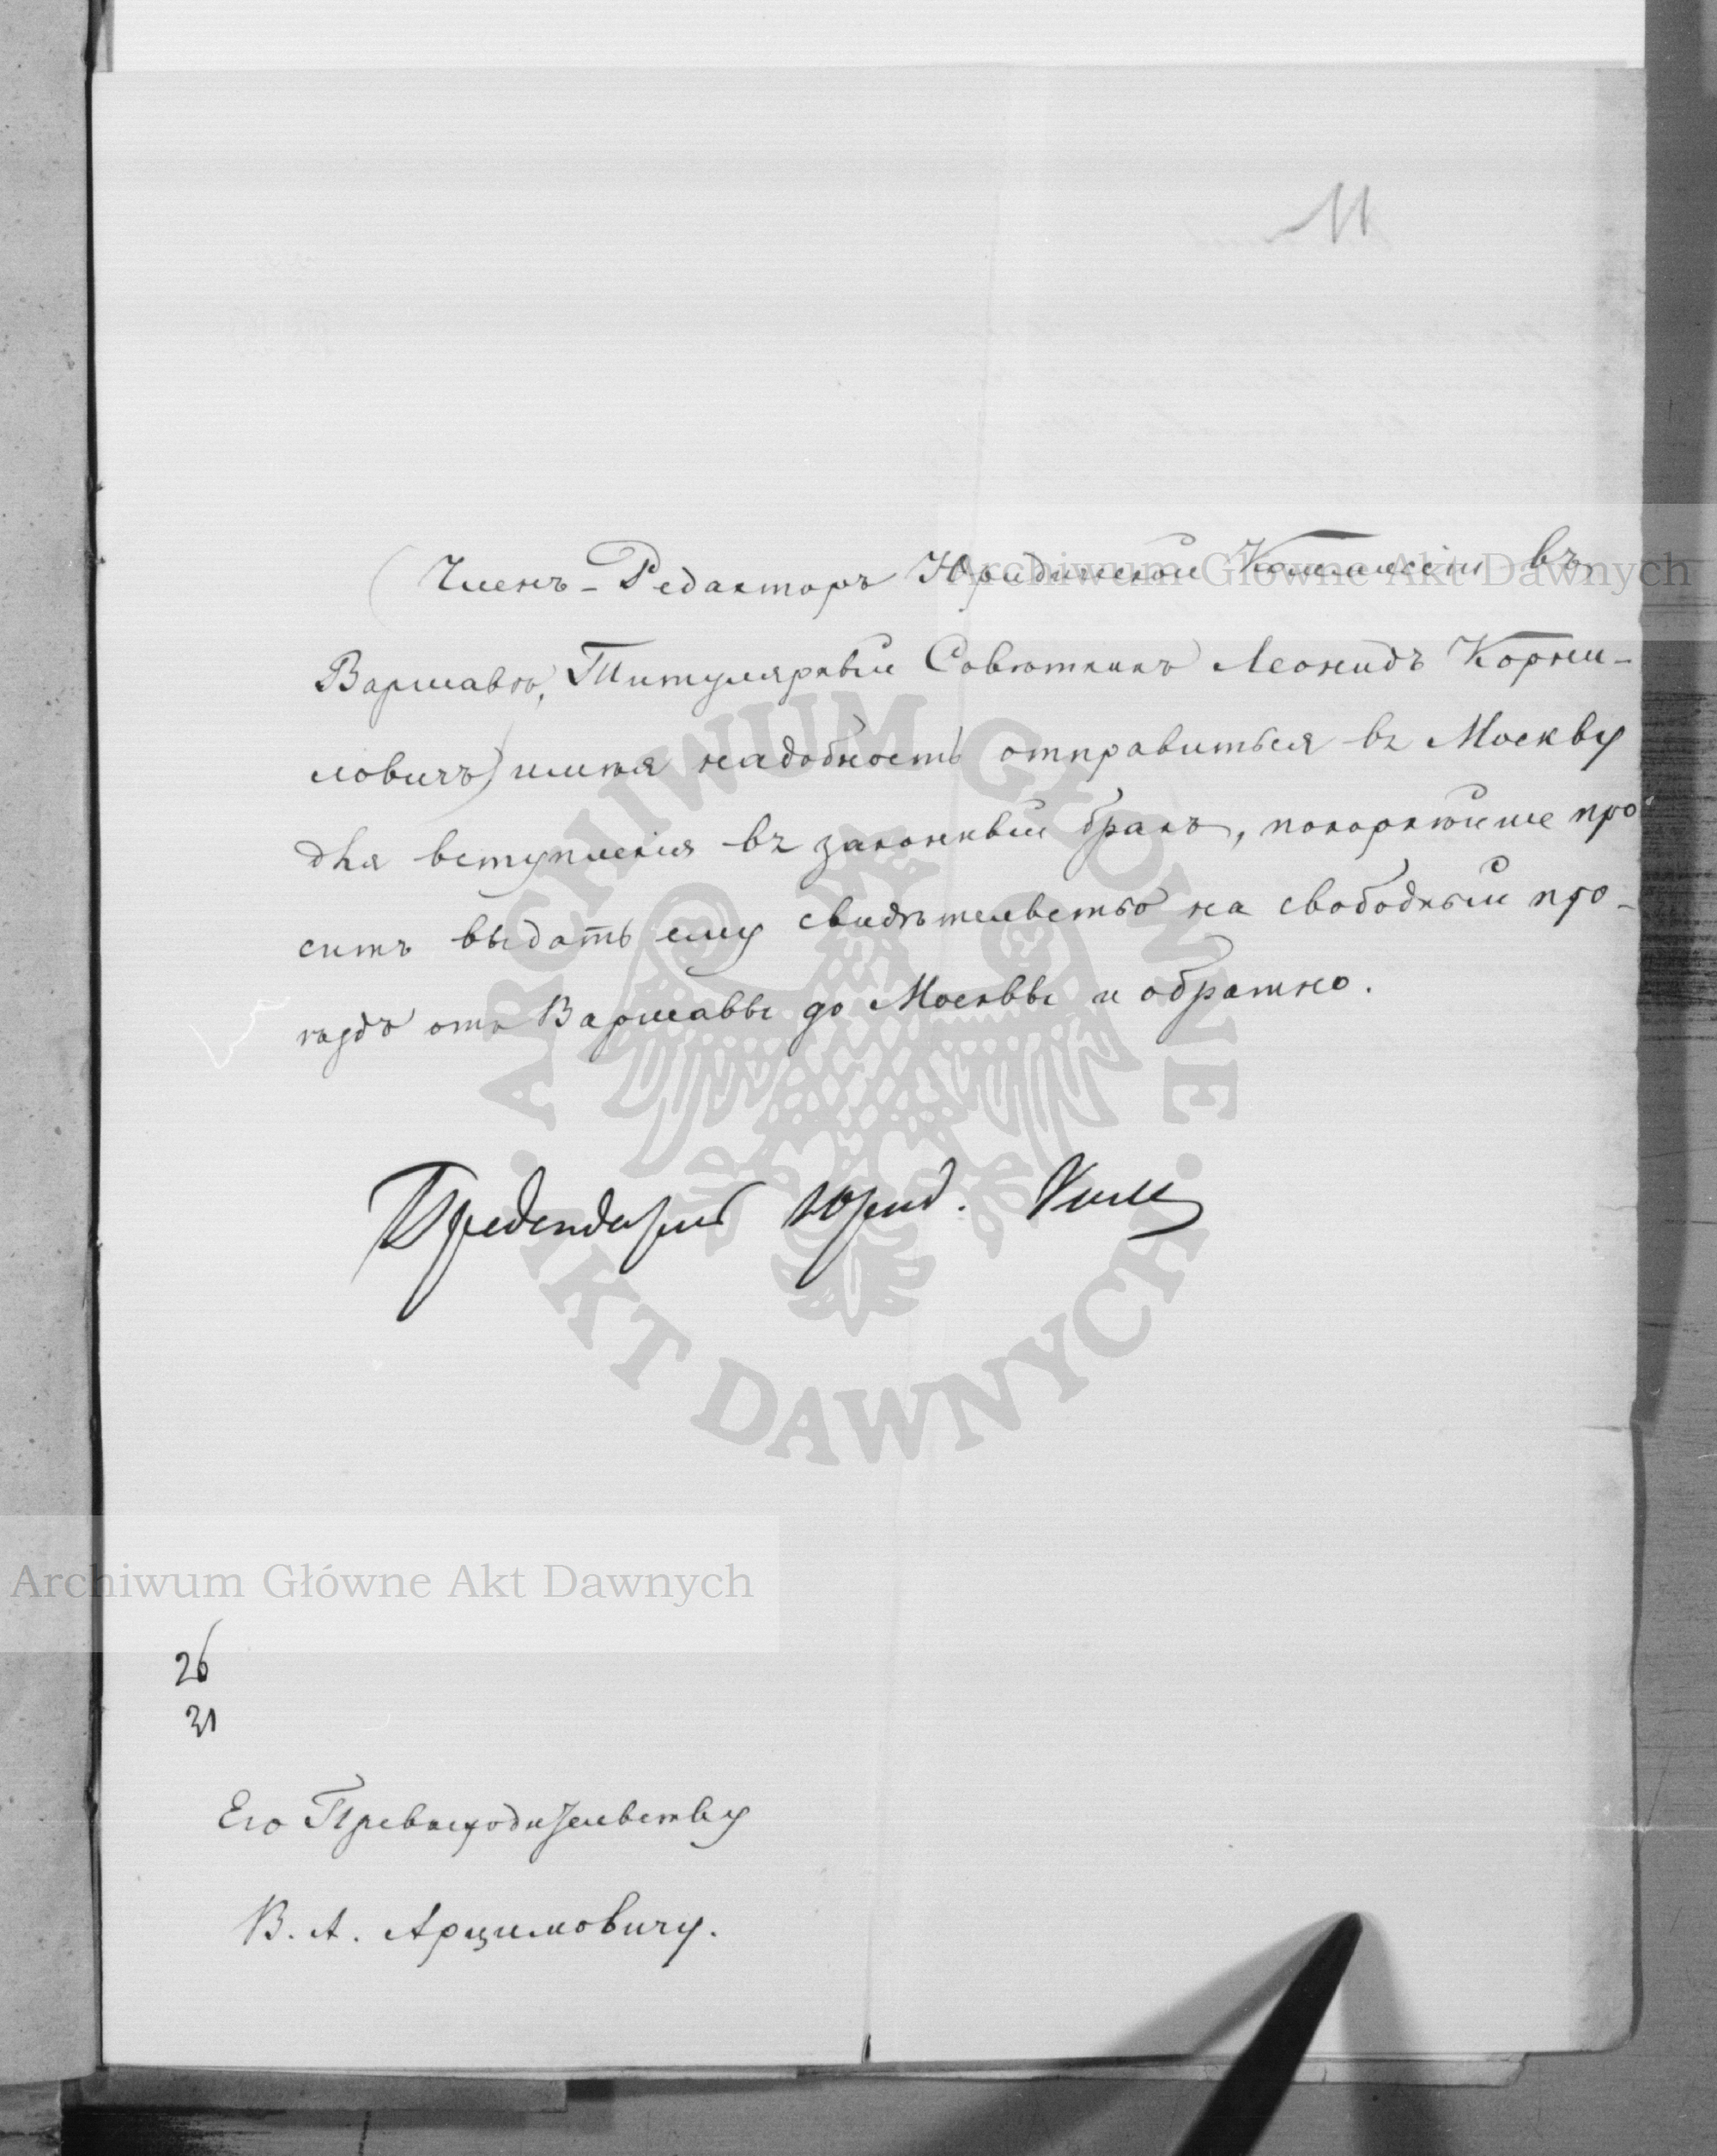 11
Членъ-Редакторъ Юридической Коммиссіи въ
Варшавѣ, Титулярный Совѣтникъ Леонидъ Корни-
ловичъ) имѣя надобность отправиться въ Москву
для вступленія въ законный бракъ, покорнѣйше про
ситъ выдать ему свидѣтельство на свободный про-
ѣздъ отъ Варшавы до Москвы и обратно.
Юрид.
26
21
Его Превосходительству
В. А. Арцимовичу.
Archiwum Główne Akt Dawnych
Archiwum Główne Akt Dawnych
ARCHIWUM GŁÓWNE · AKT DAWNYCH ·